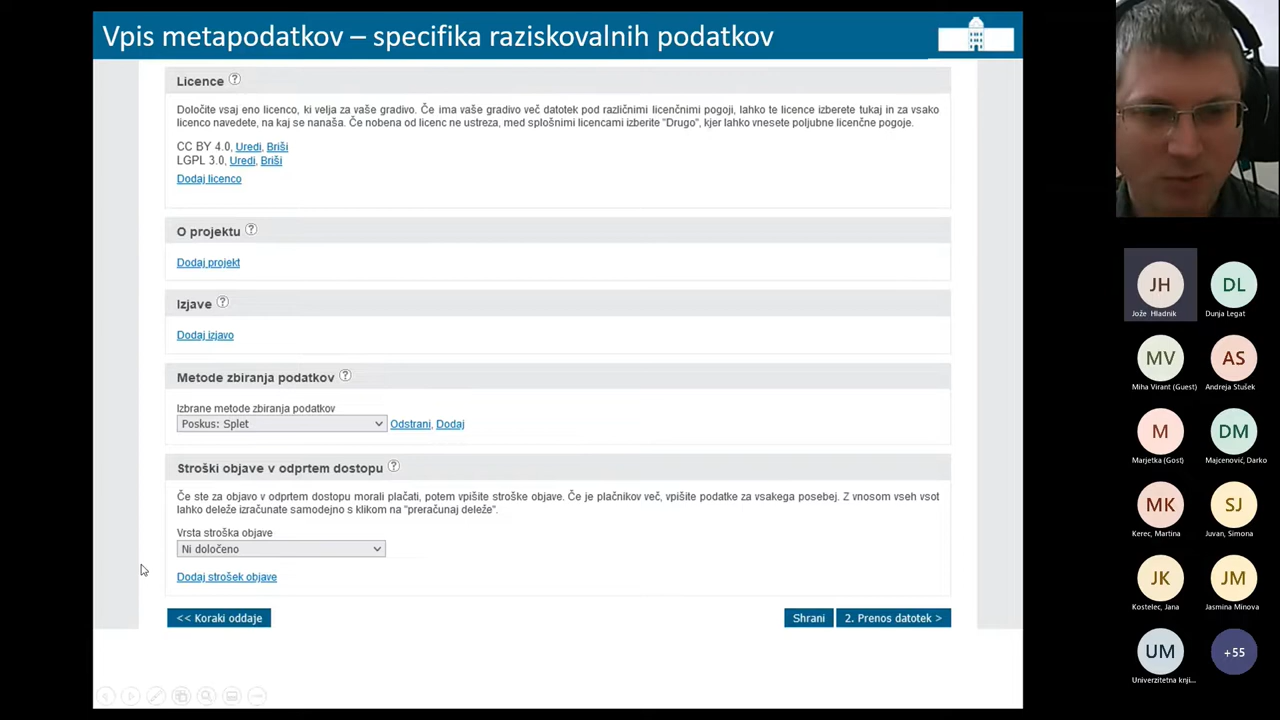 Vpis metapodatkov – specifika raziskovalnih podatkov
Licence ?
Določite vsaj eno licenco, ki velja za vaše gradivo. Če ima vaše gradivo več datotek pod različnimi licenčnimi pogoji, lahko te licence izberete tukaj in za vsako
licenco navedete, na kaj se nanaša. Če nobena od licenc ne ustreza, med splošnimi licencami izberite "Drugo", kjer lahko vnesete poljubne licenčne pogoje.
CC BY 4.0, Uredi, Briši
LGPL 3.0, Uredi, Briši
Dodaj licenco
O projektu ?
Dodaj projekt
Izjave ?
Dodaj izjavo
Metode zbiranja podatkov ?
Izbrane metode zbiranja podatkov
Poskus: Splet
Odstrani, Dodaj
Stroški objave v odprtem dostopu ?
Če ste za objavo v odprtem dostopu morali plačati, potem vpišite stroške objave. Če je plačnikov več, vpišite podatke za vsakega posebej. Z vnosom vseh vsot
lahko deleže izračunate samodejno s klikom na "preračunaj deleže".
Vrsta stroška objave
Ni določeno
Dodaj strošek objave
<< Koraki oddaje
Shrani
2. Prenos datotek >
JH
Jože Hladnik
DL
Dunja Legat
MV
Miha Virant (Guest)
AS
Andreja Stušek
M
Marjetka (Gost)
DM
Majcenović, Darko
MK
Kerec, Martina
SJ
Juvan, Simona
JK
Kostelec, Jana
JM
Jasmina Minova
UM
Univerzitetna knji...
+55